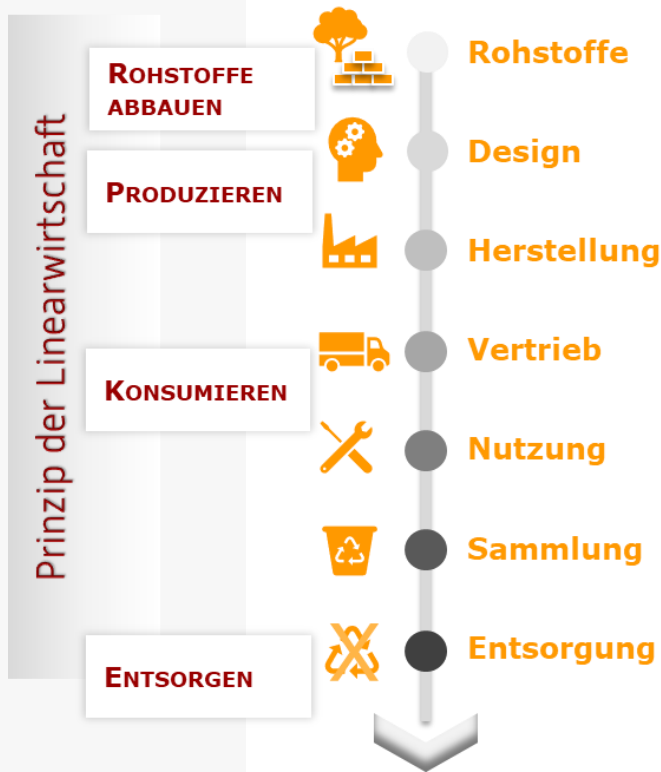 Prinzip der Linearwirtschaft
ROHSTOFFE
ABBAUEN
PRODUZIEREN
KONSUMIEREN
ENTSORGEN
Rohstoffe
Design
Herstellung
Vertrieb
Nutzung
Sammlung
Entsorgung